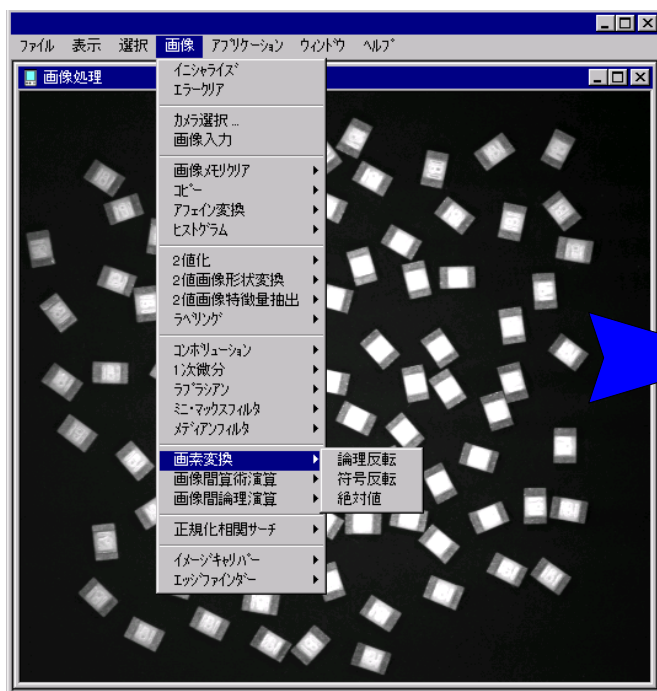 ファイル 表示 選択 画像 アプリケーション ウィンドウ ヘルプ
画像処理
イニシャライズ
エラークリア
カメラ選択...
画像入力
画像メモリクリア
コピー
アフェイン変換
ヒストグラム
2値化
2値画像形状変換
2値画像特徴量抽出
ラベリング
コンボリューション
1次微分
ラプラシアン
ミニ・マックスフィルタ
メディアンフィルタ
画素変換
論理反転
画像間算術演算
符号反転
画像間論理演算
絶対値
正規化相関サーチ
イメージキャリパー
エッジファインダー